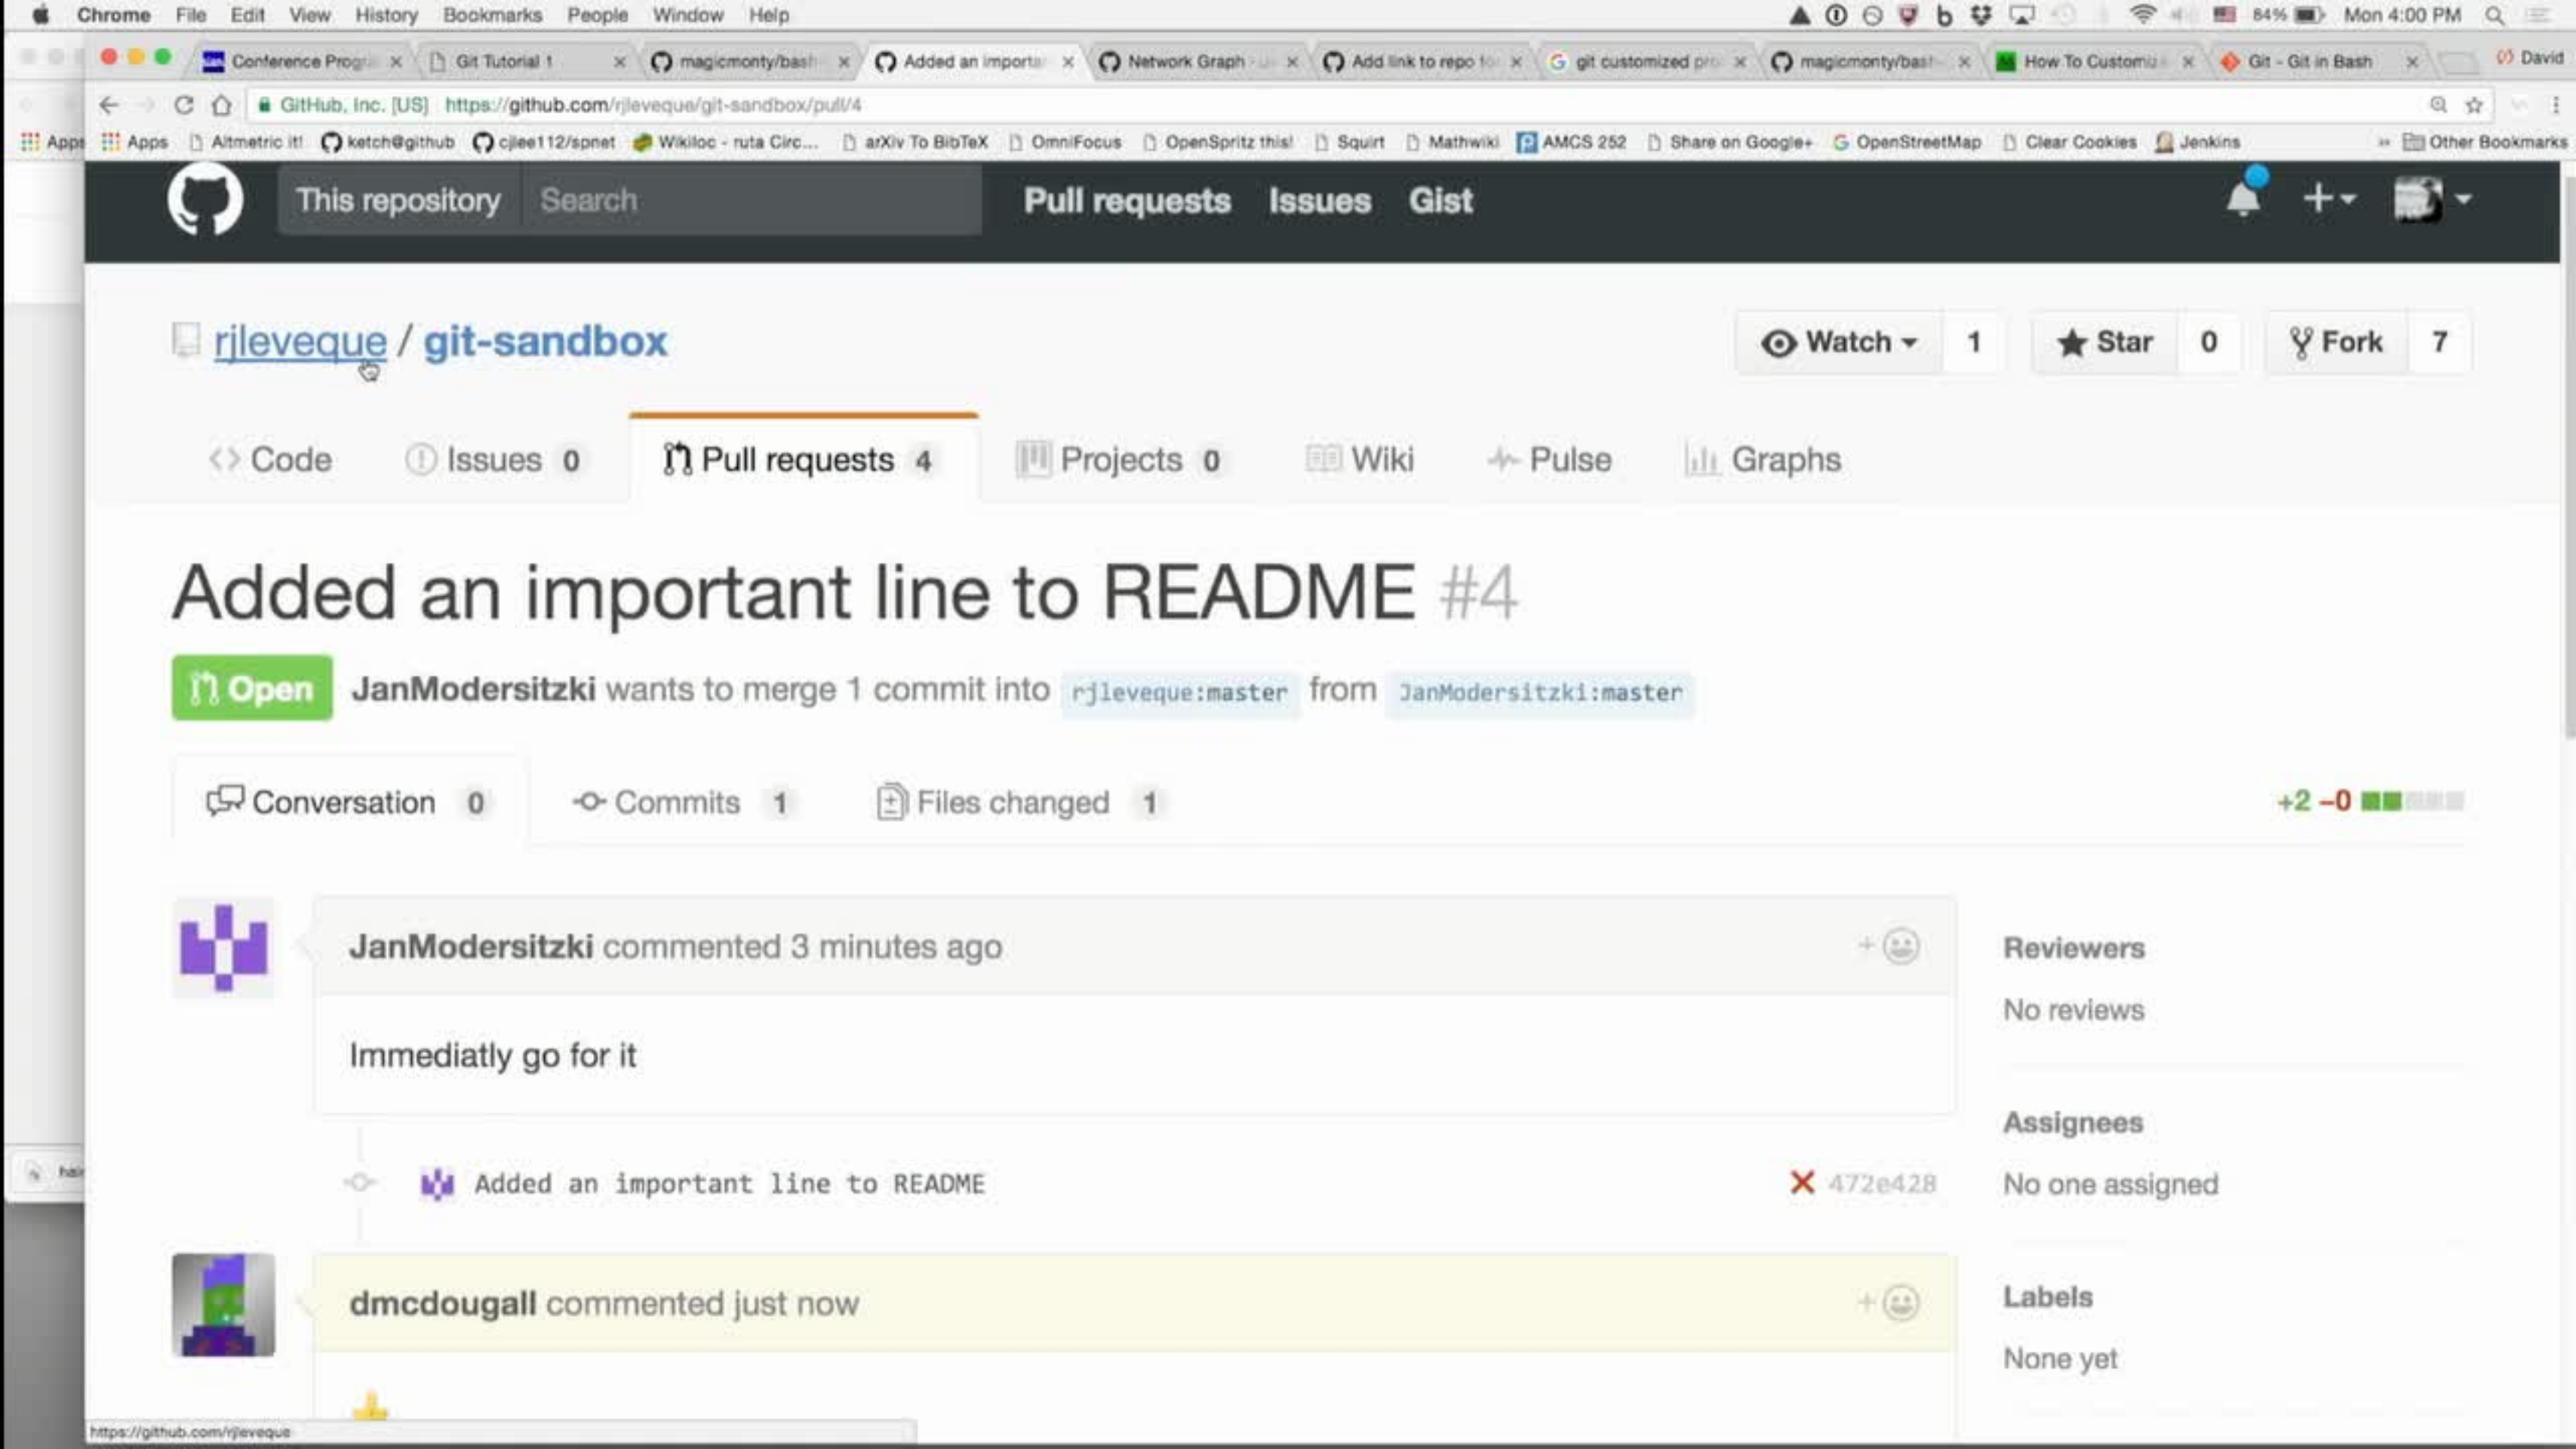 Chrome File Edit View History Bookmarks People Window Help 84% Mon 4:00 PM
Conference Progra Git Tutorial 1 magicmonty/bash Added an importa Network Graph Add link to repo for git customized pro magicmonty/bash How To Customiz Git - Git in Bash David
GitHub, Inc. [US] https://github.com/rjleveque/git-sandbox/pull/4
Apps Apps Altmetric it! ketch@github cjlee112/spnet Wikiloc - ruta Circ... arXiv To BibTeX OmniFocus OpenSpritz this! Squirt Mathwiki AMCS 252 Share on Google+ OpenStreetMap Clear Cookies Jenkins » Other Bookmarks
This repository Search Pull requests Issues Gist
rjleveque / git-sandbox Watch 1 Star 0 Fork 7
Code Issues 0 Pull requests 4 Projects 0 Wiki Pulse Graphs
Added an important line to README #4
Open JanModersitzki wants to merge 1 commit into rjleveque:master from JanModersitzki:master
Conversation 0 Commits 1 Files changed 1 +2 −0
JanModersitzki commented 3 minutes ago
Reviewers
No reviews
Immediatly go for it
Assignees
Added an important line to README 472e428
No one assigned
dmcdougall commented just now
Labels
None yet
https://github.com/rjleveque